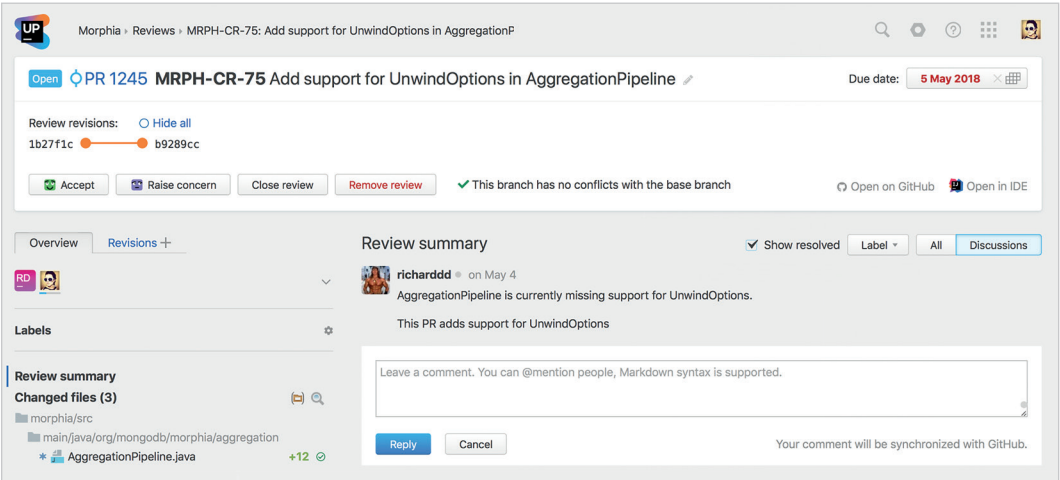 UP
Morphia › Reviews › MRPH-CR-75: Add support for UnwindOptions in AggregationP
Open PR 1245 MRPH-CR-75 Add support for UnwindOptions in AggregationPipeline
Due date: 5 May 2018
Review revisions: Hide all
1b27f1c b9289cc
Accept Raise concern Close review Remove review This branch has no conflicts with the base branch Open on GitHub Open in IDE
Overview Revisions +
Review summary Show resolved Label All Discussions
RD
richarddd on May 4
AggregationPipeline is currently missing support for UnwindOptions.
This PR adds support for UnwindOptions
Labels
Leave a comment. You can @mention people, Markdown syntax is supported.
Reply Cancel Your comment will be synchronized with GitHub.
Review summary
Changed files (3)
morphia/src
main/java/org/mongodb/morphia/aggregation
* AggregationPipeline.java +12